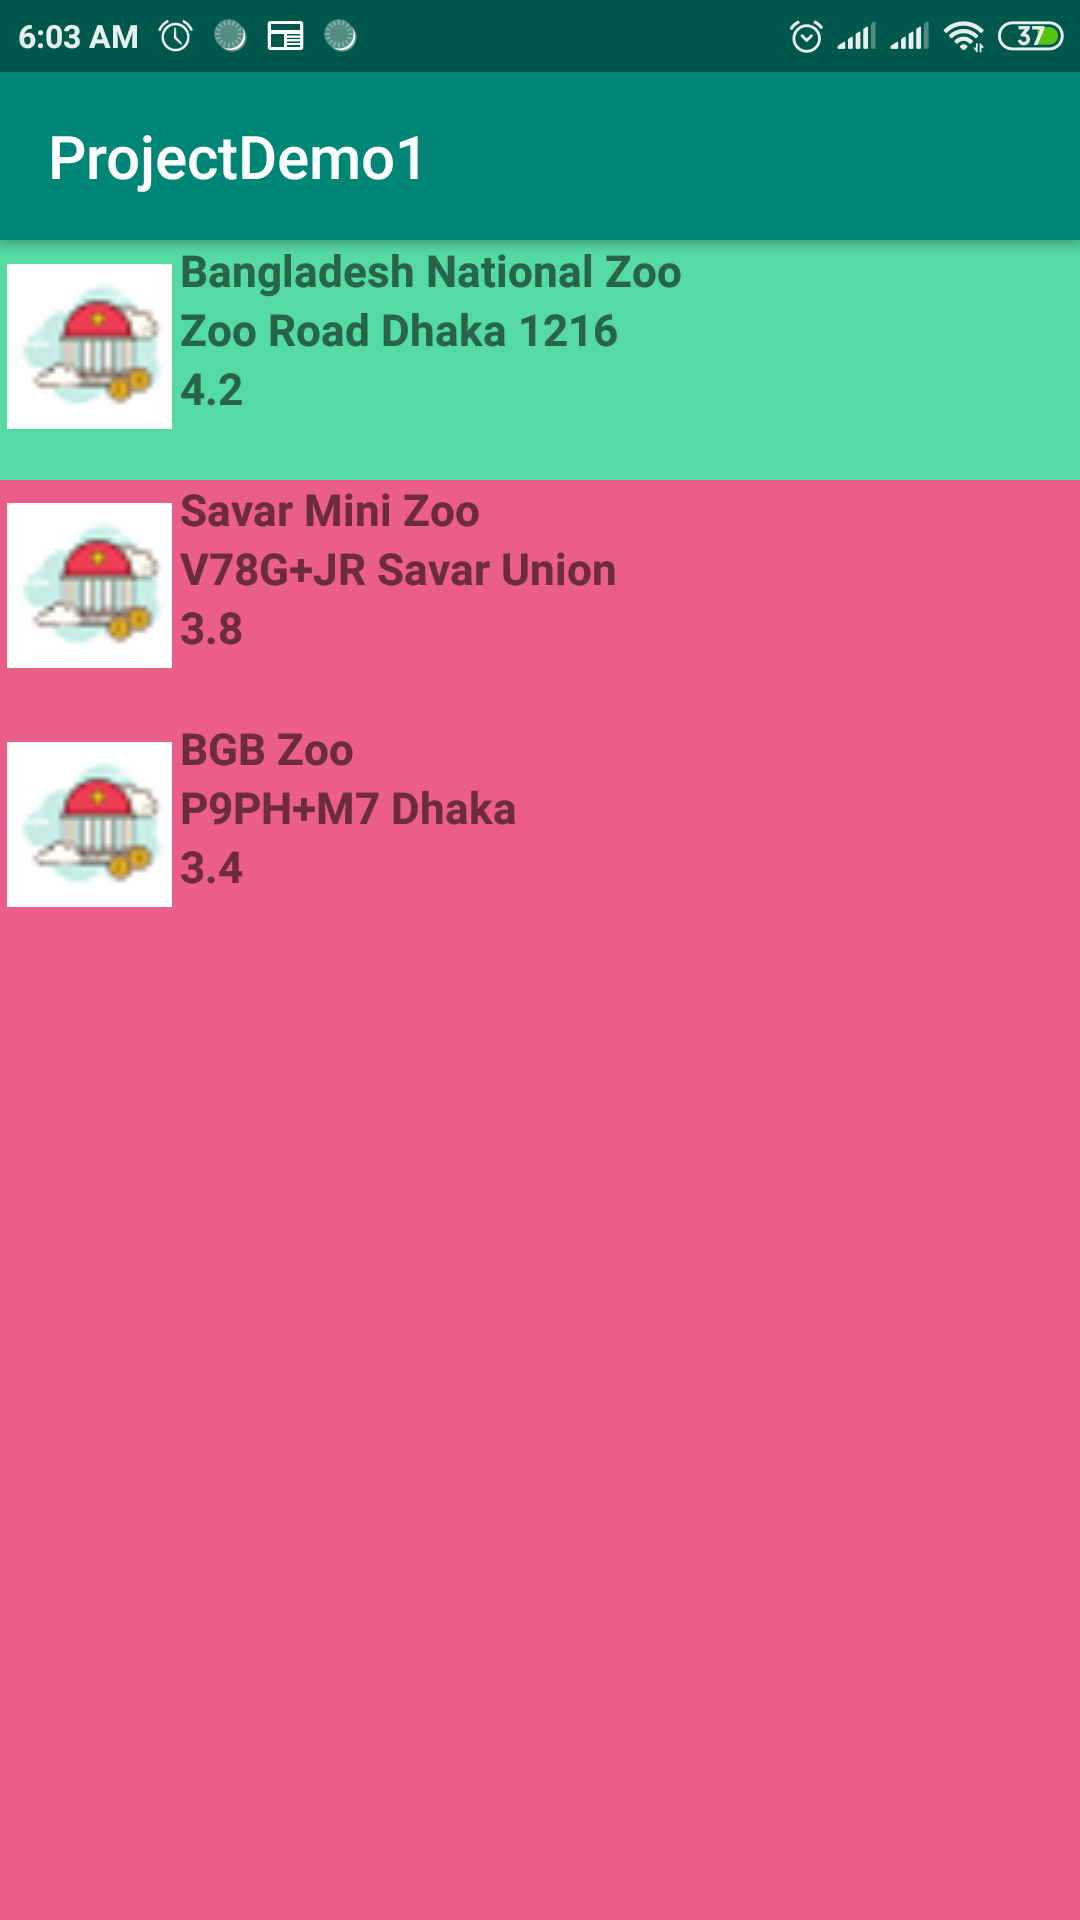 6:03 AM
37
ProjectDemo1
Bangladesh National Zoo
Zoo Road Dhaka 1216
4.2
Savar Mini Zoo
V78G+JR Savar Union
3.8
BGB Zoo
P9PH+M7 Dhaka
3.4